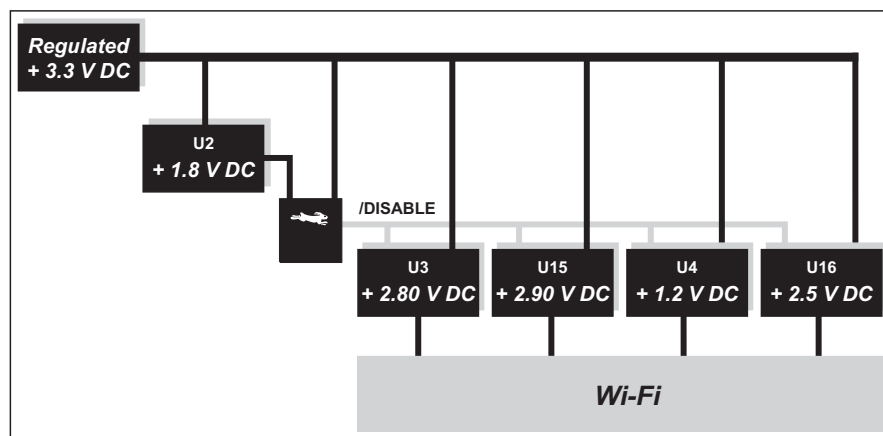 Regulated
+ 3.3 V DC
U2
+ 1.8 V DC
/DISABLE
U3
+ 2.80 V DC
U15
+ 2.90 V DC
U4
+ 1.2 V DC
U16
+ 2.5 V DC
Wi-Fi